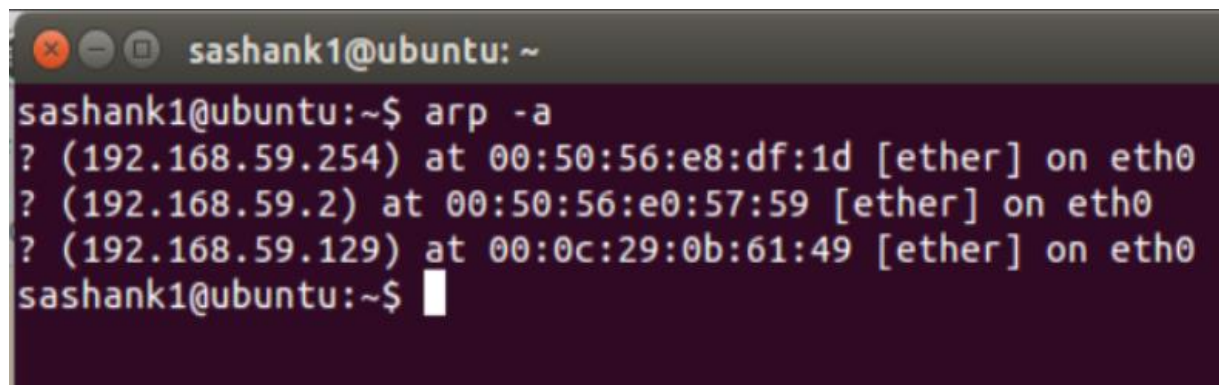 sashank1@ubuntu: ~
sashank1@ubuntu:~$ arp -a
? (192.168.59.254) at 00:50:56:e8:df:1d [ether] on eth0
? (192.168.59.2) at 00:50:56:e0:57:59 [ether] on eth0
? (192.168.59.129) at 00:0c:29:0b:61:49 [ether] on eth0
sashank1@ubuntu:~$